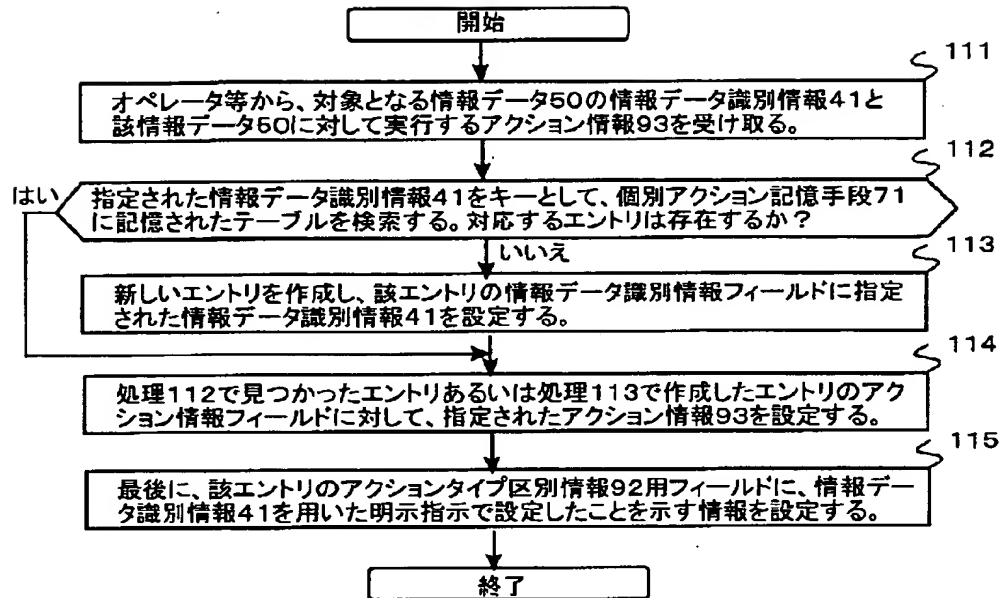 開始
111
オペレータ等から、対象となる情報データ50の情報データ識別情報41と
該情報データ50に対して実行するアクション情報93を受け取る。
112
はい
指定された情報データ識別情報41をキーとして、個別アクション記憶手段71
に記憶されたテーブルを検索する。対応するエントリは存在するか？
いいえ
113
新しいエントリを作成し、該エントリの情報データ識別情報フィールドに指定
された情報データ識別情報41を設定する。
114
処理112で見つかったエントリあるいは処理113で作成したエントリのアク
ション情報フィールドに対して、指定されたアクション情報93を設定する。
115
最後に、該エントリのアクションタイプ区別情報92用フィールドに、情報デー
タ識別情報41を用いた明示指示で設定したことを示す情報を設定する。
終了